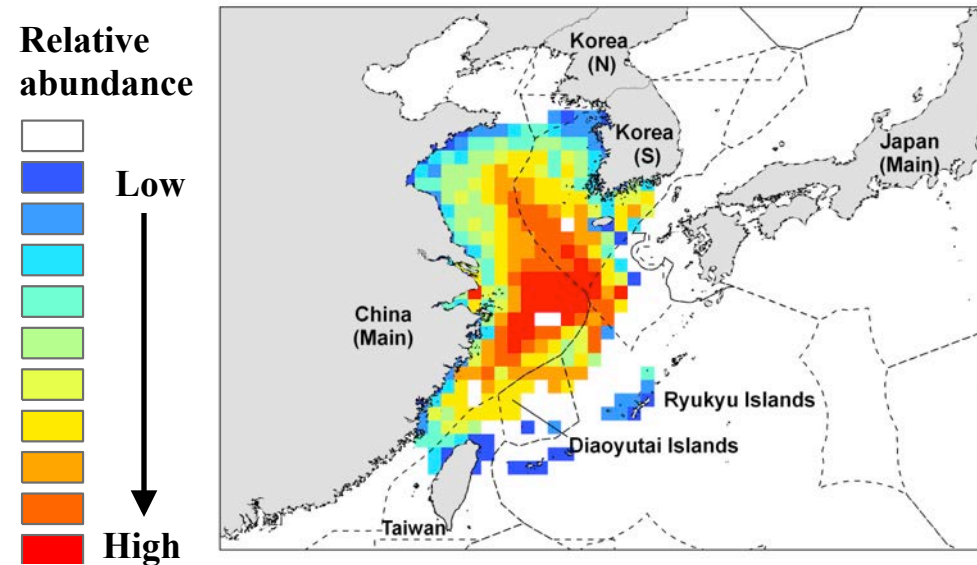 Relative
abundance
Low
High
Korea
(N)
Korea
(S)
Japan
(Main)
China
(Main)
Ryukyu Islands
Diaoyutai Islands
Taiwan